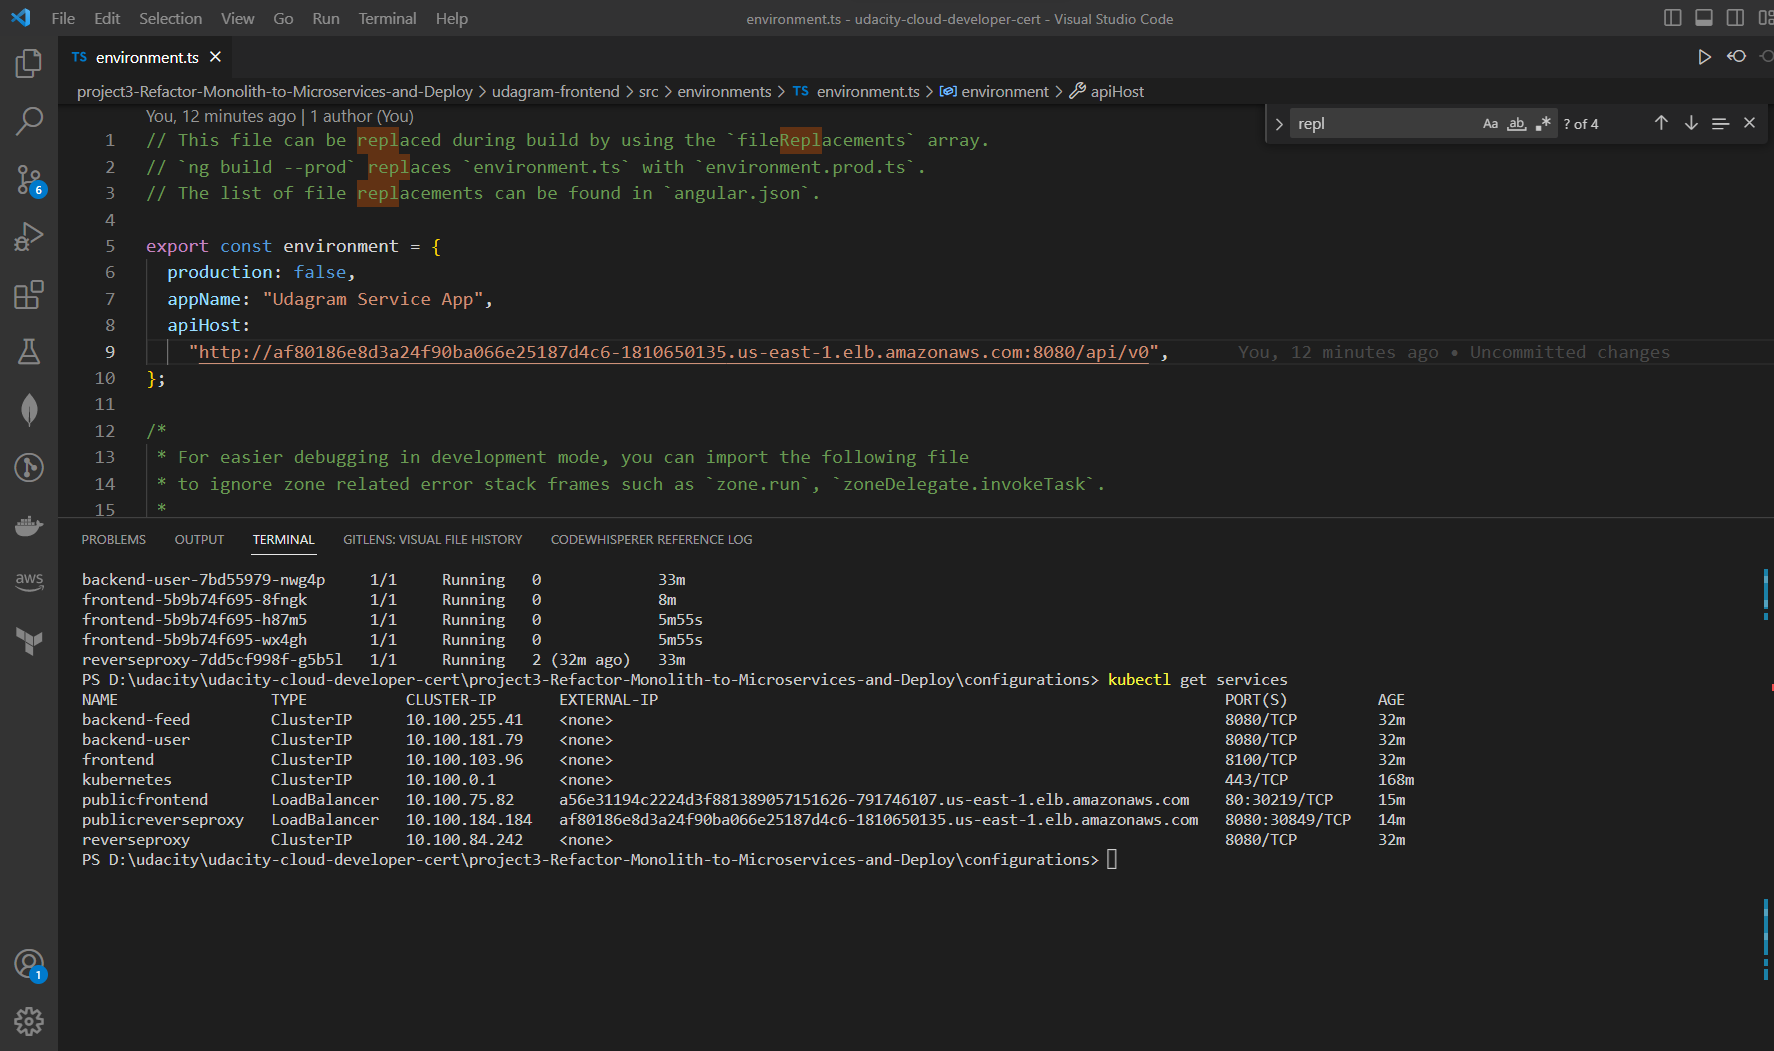 File Edit Selection View Go Run Terminal Help
environment.ts - udacity-cloud-developer-cert - Visual Studio Code
TS environment.ts
project3-Refactor-Monolith-to-Microservices-and-Deploy > udagram-frontend > src > environments > TS environment.ts > environment > apiHost
repl Aa ab .* ? of 4
You, 12 minutes ago | 1 author (You)
1 // This file can be replaced during build by using the `fileReplacements` array.
2 // `ng build --prod` replaces `environment.ts` with `environment.prod.ts`.
3 // The list of file replacements can be found in `angular.json`.
4
5 export const environment = {
6 production: false,
7 appName: "Udagram Service App",
8 apiHost:
9 "http://af80186e8d3a24f90ba066e25187d4c6-1810650135.us-east-1.elb.amazonaws.com:8080/api/v0", You, 12 minutes ago • Uncommitted changes
10 };
11
12 /*
13 * For easier debugging in development mode, you can import the following file
14 * to ignore zone related error stack frames such as `zone.run`, `zoneDelegate.invokeTask`.
15 *
6
aws
1
PROBLEMS OUTPUT TERMINAL GITLENS: VISUAL FILE HISTORY CODEWHISPERER REFERENCE LOG
backend-user-7bd55979-nwg4p 1/1 Running 0 33m
frontend-5b9b74f695-8fngk 1/1 Running 0 8m
frontend-5b9b74f695-h87m5 1/1 Running 0 5m55s
frontend-5b9b74f695-wx4gh 1/1 Running 0 5m55s
reverseproxy-7dd5cf998f-g5b5l 1/1 Running 2 (32m ago) 33m
PS D:\udacity\udacity-cloud-developer-cert\project3-Refactor-Monolith-to-Microservices-and-Deploy\configurations> kubectl get services
NAME TYPE CLUSTER-IP EXTERNAL-IP PORT(S) AGE
backend-feed ClusterIP 10.100.255.41 <none> 8080/TCP 32m
backend-user ClusterIP 10.100.181.79 <none> 8080/TCP 32m
frontend ClusterIP 10.100.103.96 <none> 8100/TCP 32m
kubernetes ClusterIP 10.100.0.1 <none> 443/TCP 168m
publicfrontend LoadBalancer 10.100.75.82 a56e31194c2224d3f881389057151626-791746107.us-east-1.elb.amazonaws.com 80:30219/TCP 15m
publicreverseproxy LoadBalancer 10.100.184.184 af80186e8d3a24f90ba066e25187d4c6-1810650135.us-east-1.elb.amazonaws.com 8080:30849/TCP 14m
reverseproxy ClusterIP 10.100.84.242 <none> 8080/TCP 32m
PS D:\udacity\udacity-cloud-developer-cert\project3-Refactor-Monolith-to-Microservices-and-Deploy\configurations>